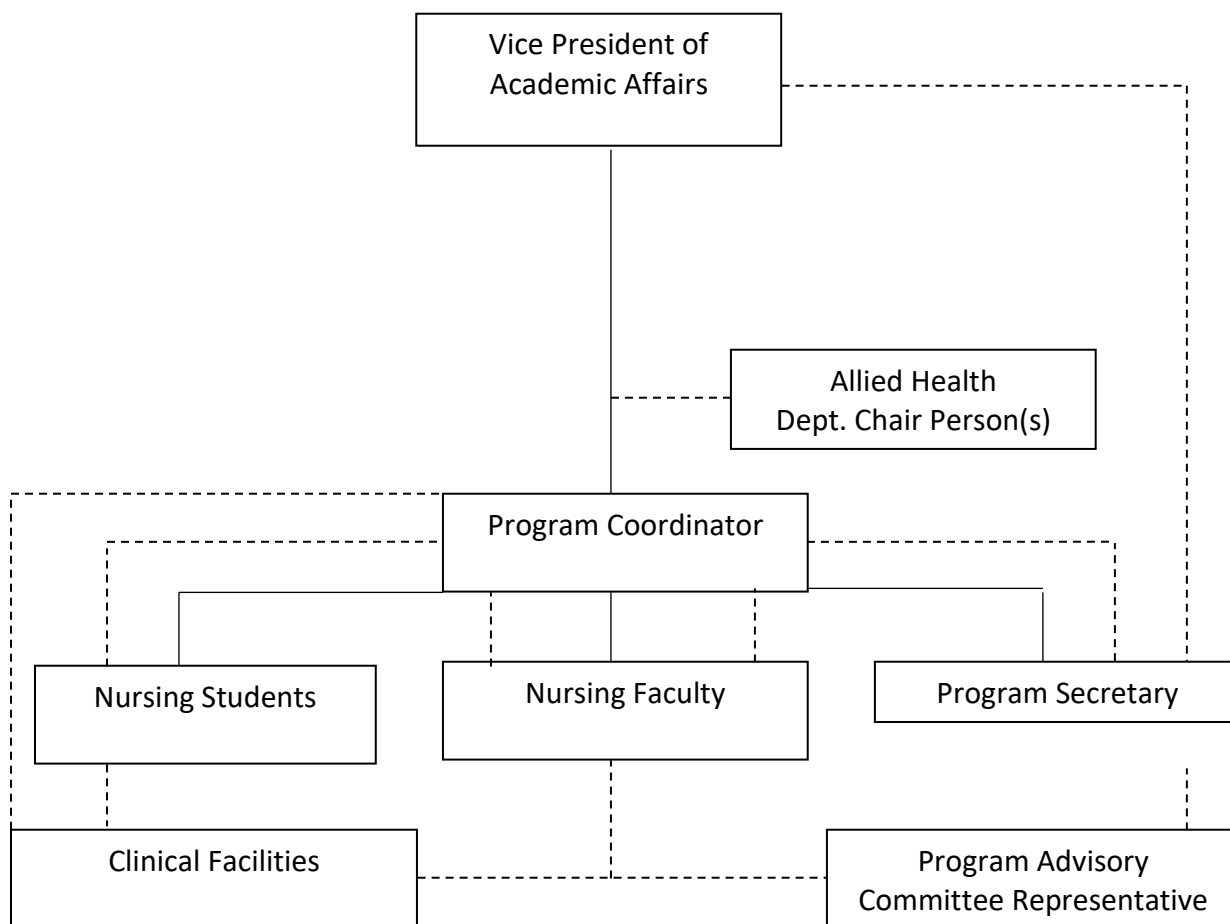 Vice President of
Academic Affairs
Allied Health
Dept. Chair Person(s)
Program Coordinator
Nursing Students
Nursing Faculty
Program Secretary
Clinical Facilities
Program Advisory
Committee Representative